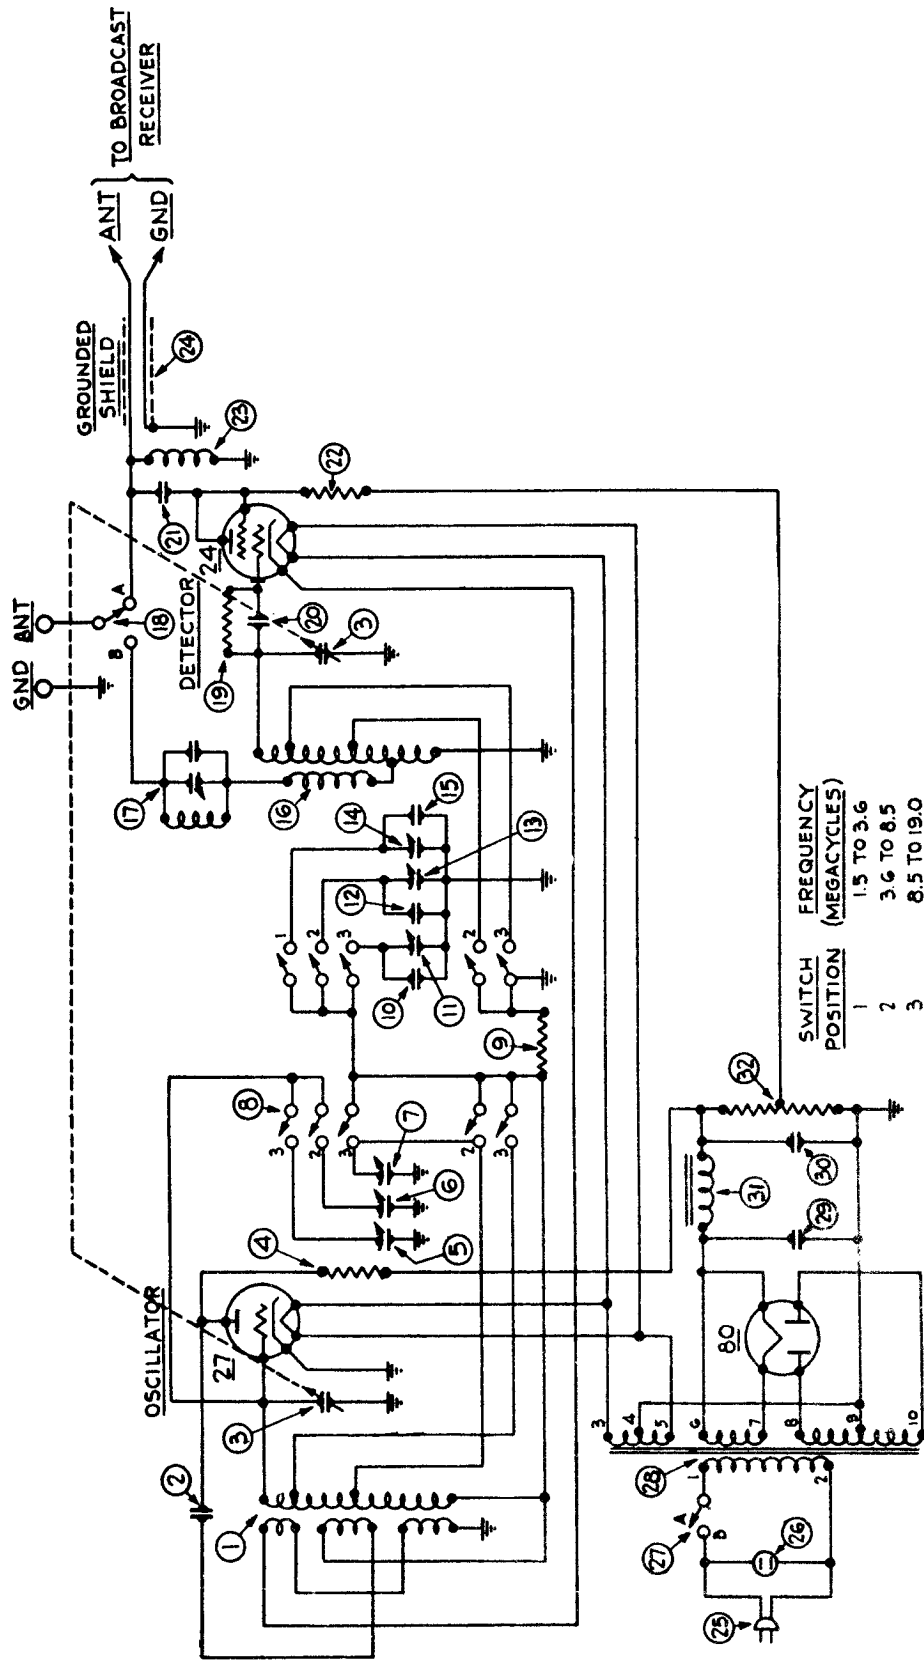 GND ANT
ANT
GND
TO BROADCAST
RECEIVER
GROUNDED
SHIELD
24
23
22
21
24
DETECTOR
A
B
18
19
20
3
17
16
15
14
13
12
11
10
9
1
2
3
2
3
8
3
2
3
2
3
7
6
5
4
OSCILLATOR
27
3
2
1
SWITCH
POSITION
FREQUENCY
(MEGACYCLES)
1 1.5 TO 3.6
2 3.6 TO 8.5
3 8.5 TO 19.0
32
31
30
29
80
3
4
5
6
7
8
9
10
28
1
2
A
B
27
26
25